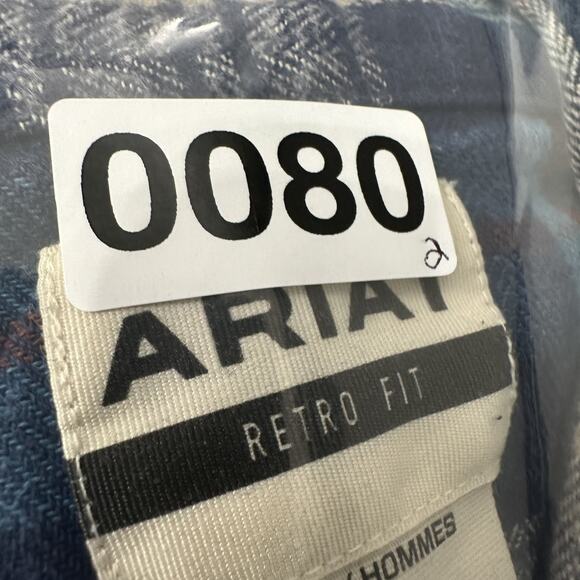 0080
2
ARIAT
RETRO FIT
/ HOMMES